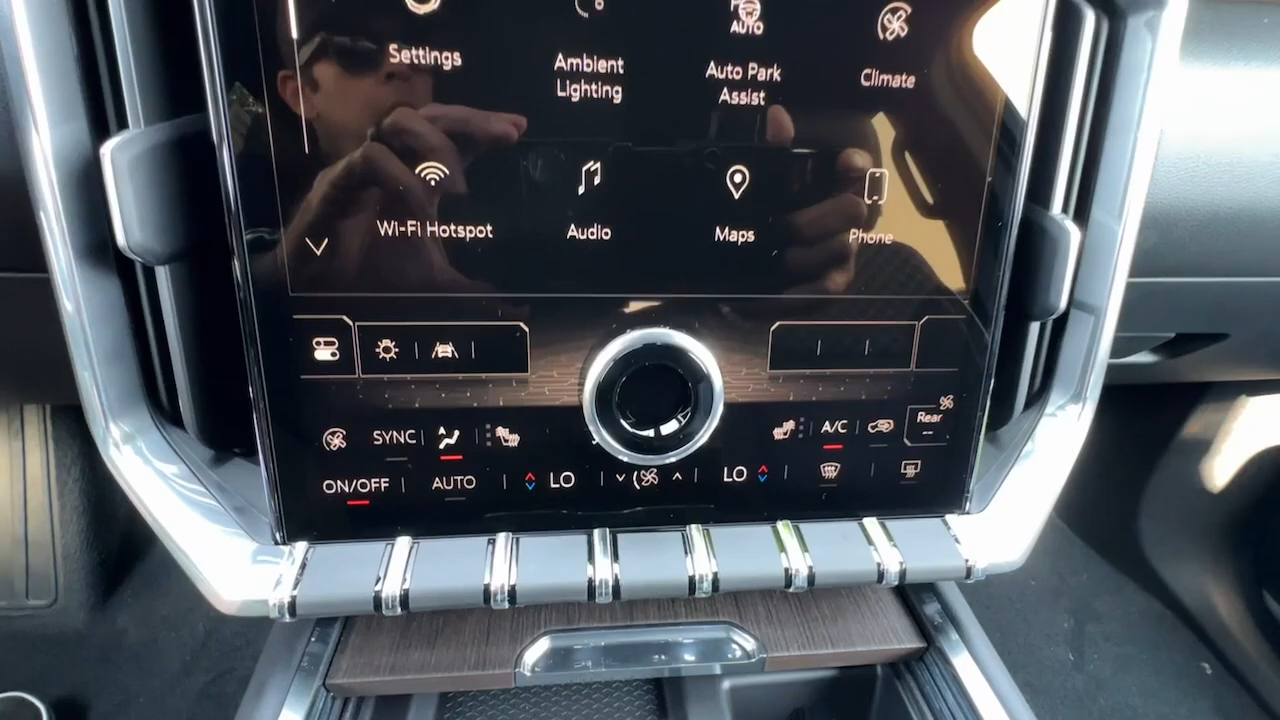 Settings
Ambient
Lighting
AUTO
Auto Park
Assist
Climate
Wi-Fi Hotspot
Audio
Maps
Phone
SYNC
A/C
Rear
--
ON/OFF
AUTO
LO
LO